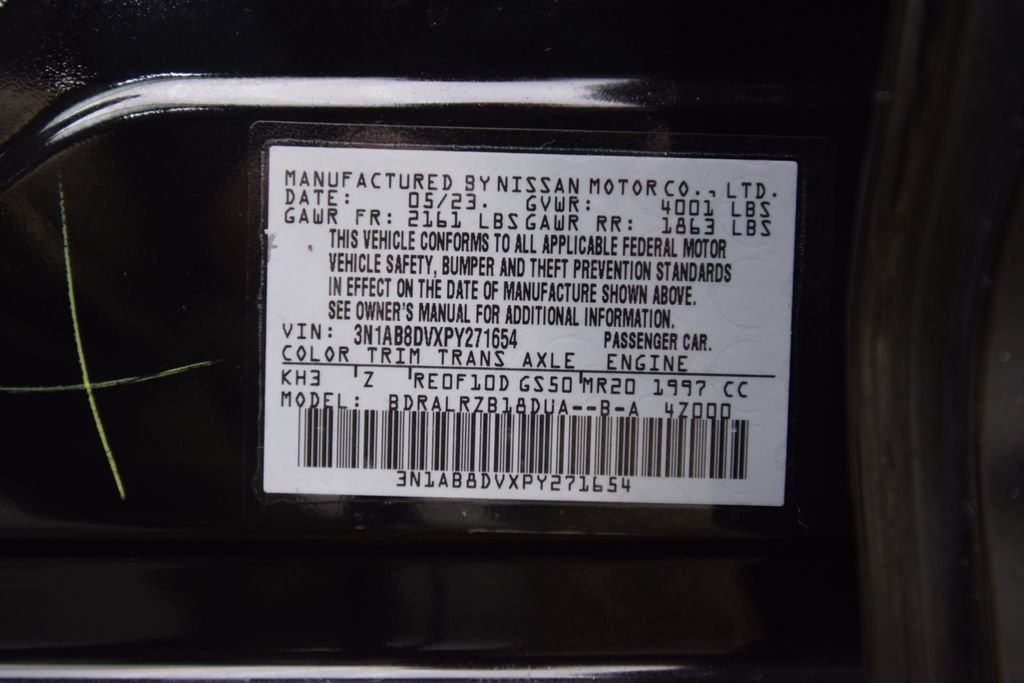 MANUFACTURED BY NISSAN MOTOR CO., LTD.
DATE: 05/23. GVWR: 4001 LBS
GAWR FR: 2161 LBS GAWR RR: 1863 LBS
THIS VEHICLE CONFORMS TO ALL APPLICABLE FEDERAL MOTOR
VEHICLE SAFETY, BUMPER AND THEFT PREVENTION STANDARDS
IN EFFECT ON THE DATE OF MANUFACTURE SHOWN ABOVE.
SEE OWNER'S MANUAL FOR ADDITIONAL INFORMATION.
VIN: 3N1AB8DVXPY271654 PASSENGER CAR.
COLOR TRIM TRANS AXLE ENGINE
KH3 Z RE0F10D GS50 MR20 1997 CC
MODEL: BDRALRZB18DUA--B-A 4Z000
3N1AB8DVXPY271654